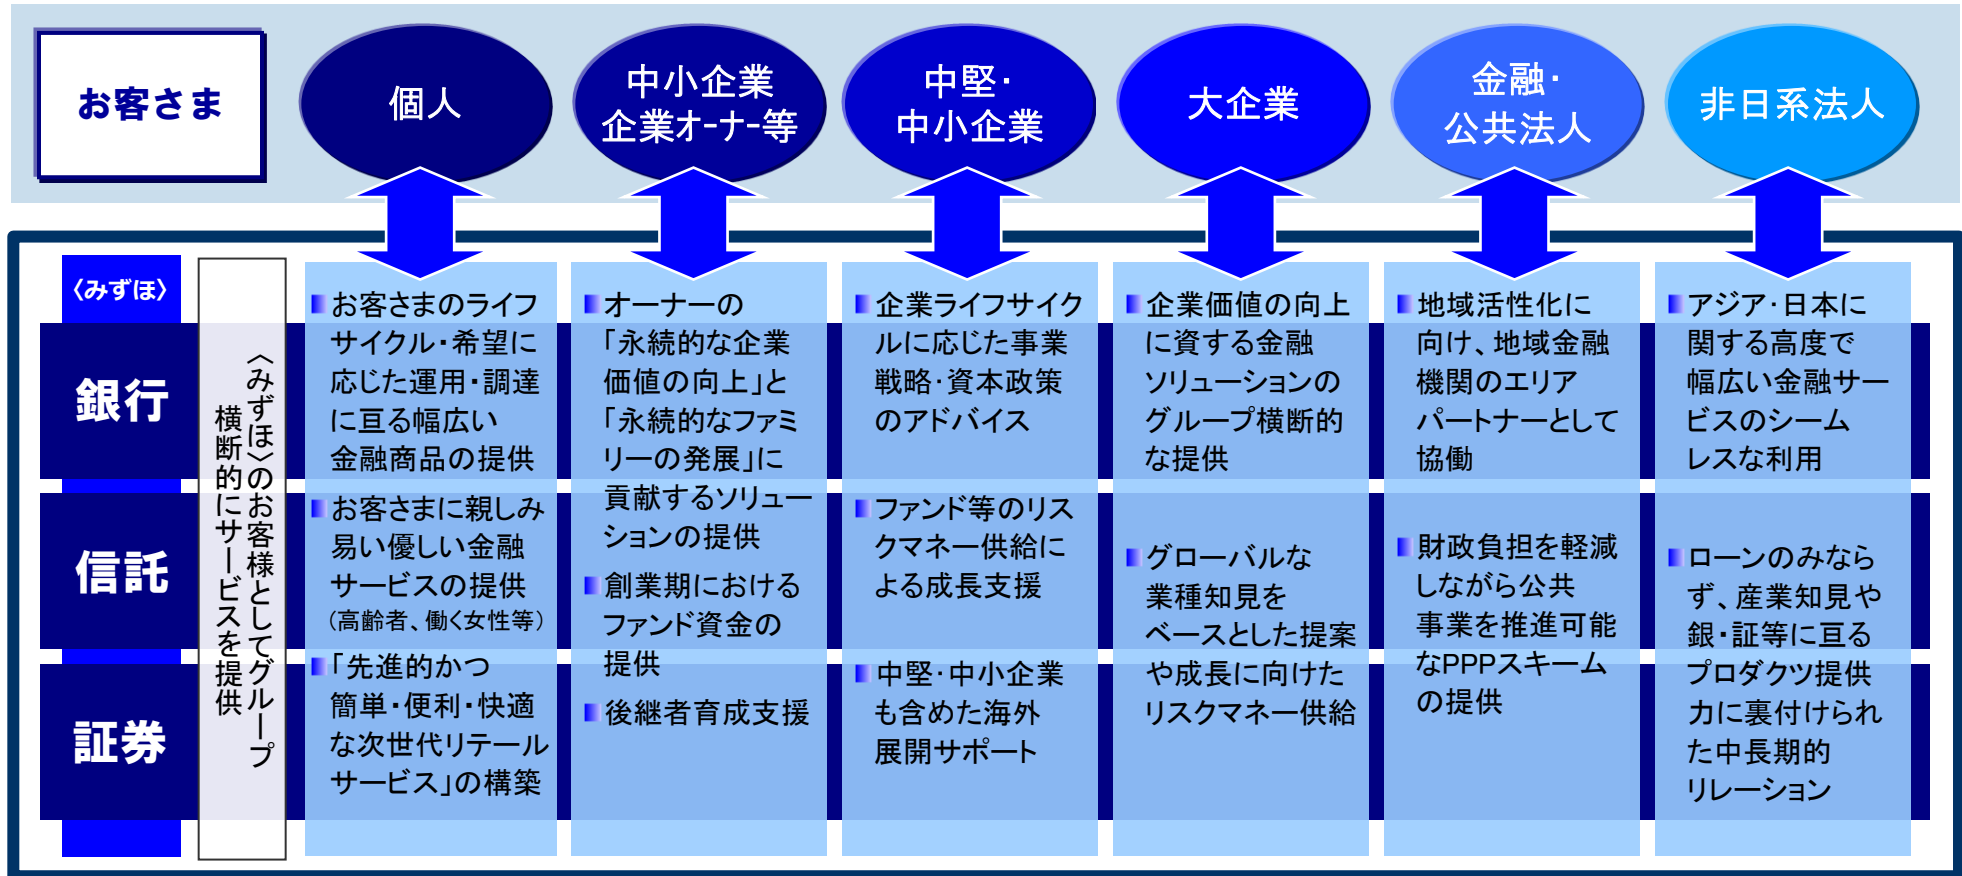 お客さま
個人
中小企業
企業オーナー等
中堅・
中小企業
大企業
金融・
公共法人
非日系法人
〈みずほ〉
銀行
信託
証券
〈みずほ〉のお客様としてグループ
横断的にサービスを提供
お客さまのライフ
サイクル・希望に
応じた運用・調達
に亘る幅広い
金融商品の提供
お客さまに親しみ
易い優しい金融
サービスの提供
（高齢者、働く女性等）
「先進的かつ
簡単・便利・快適
な次世代リテール
サービス」の構築
オーナーの
「永続的な企業
価値の向上」と
「永続的なファミ
リーの発展」に
貢献するソリュー
ションの提供
創業期における
ファンド資金の
提供
後継者育成支援
企業ライフサイク
ルに応じた事業
戦略・資本政策
のアドバイス
ファンド等のリス
クマネー供給に
よる成長支援
中堅・中小企業
も含めた海外
展開サポート
企業価値の向上
に資する金融
ソリューションの
グループ横断的
な提供
グローバルな
業種知見を
ベースとした提案
や成長に向けた
リスクマネー供給
地域活性化に
向け、地域金融
機関のエリア
パートナーとして
協働
財政負担を軽減
しながら公共
事業を推進可能
なPPPスキーム
の提供
アジア・日本に
関する高度で
幅広い金融サー
ビスのシーム
レスな利用
ローンのみなら
ず、産業知見や
銀・証等に亘る
プロダクツ提供
力に裏付けられ
た中長期的
リレーション